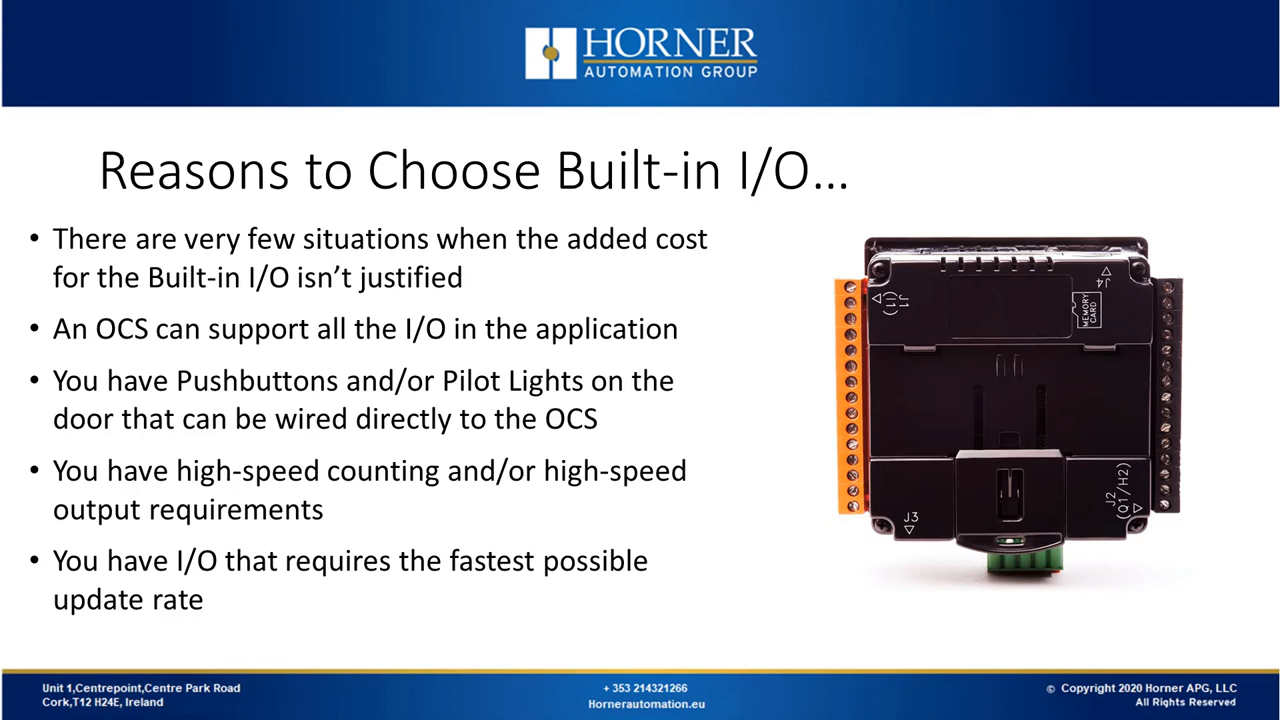 HORNER
AUTOMATION GROUP
Reasons to Choose Built-in I/O...
• There are very few situations when the added cost
for the Built-in I/O isn't justified
• An OCS can support all the I/O in the application
• You have Pushbuttons and/or Pilot Lights on the
door that can be wired directly to the OCS
• You have high-speed counting and/or high-speed
output requirements
• You have I/O that requires the fastest possible
update rate
J1
(I1)
J4
MEMORY
CARD
J3
J2
(Q1/H2)
Unit 1,Centrepoint,Centre Park Road
Cork,T12 H24E, Ireland
+ 353 214321266
Hornerautomation.eu
© Copyright 2020 Horner APG, LLC
All Rights Reserved